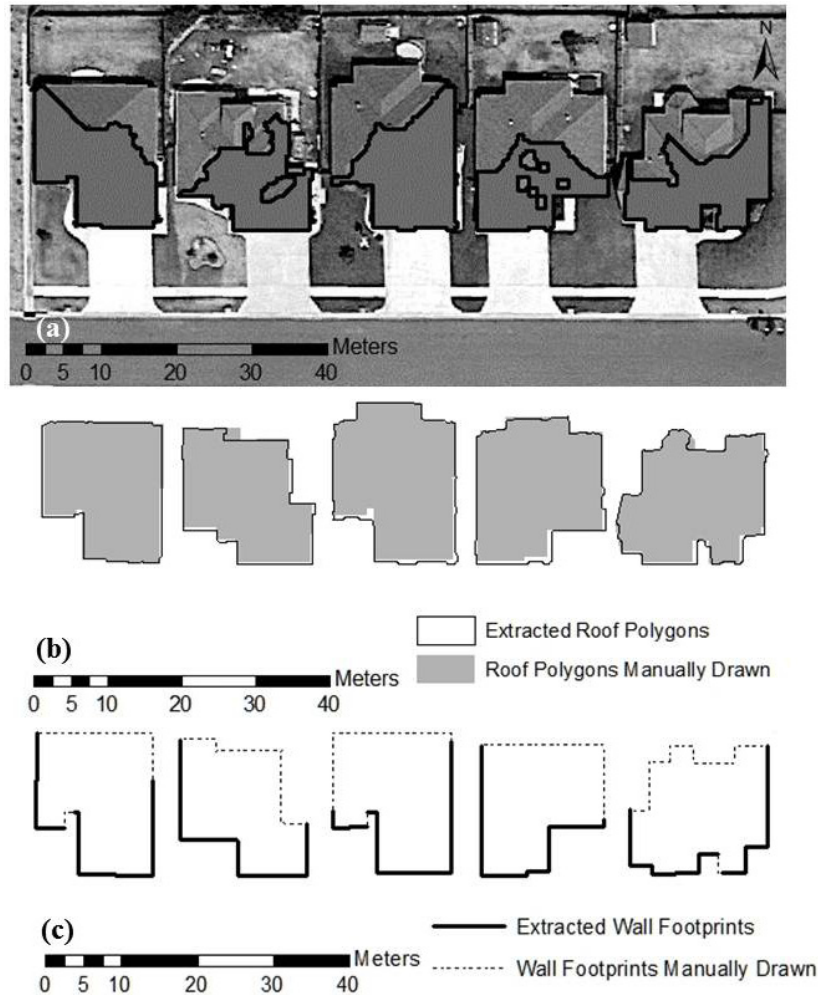 N
(a)
Meters
0 5 10 20 30 40
Extracted Roof Polygons
(b)
Roof Polygons Manually Drawn
Meters
0 5 10 20 30 40
(c)
Extracted Wall Footprints
Meters
Wall Footprints Manually Drawn
0 5 10 20 30 40